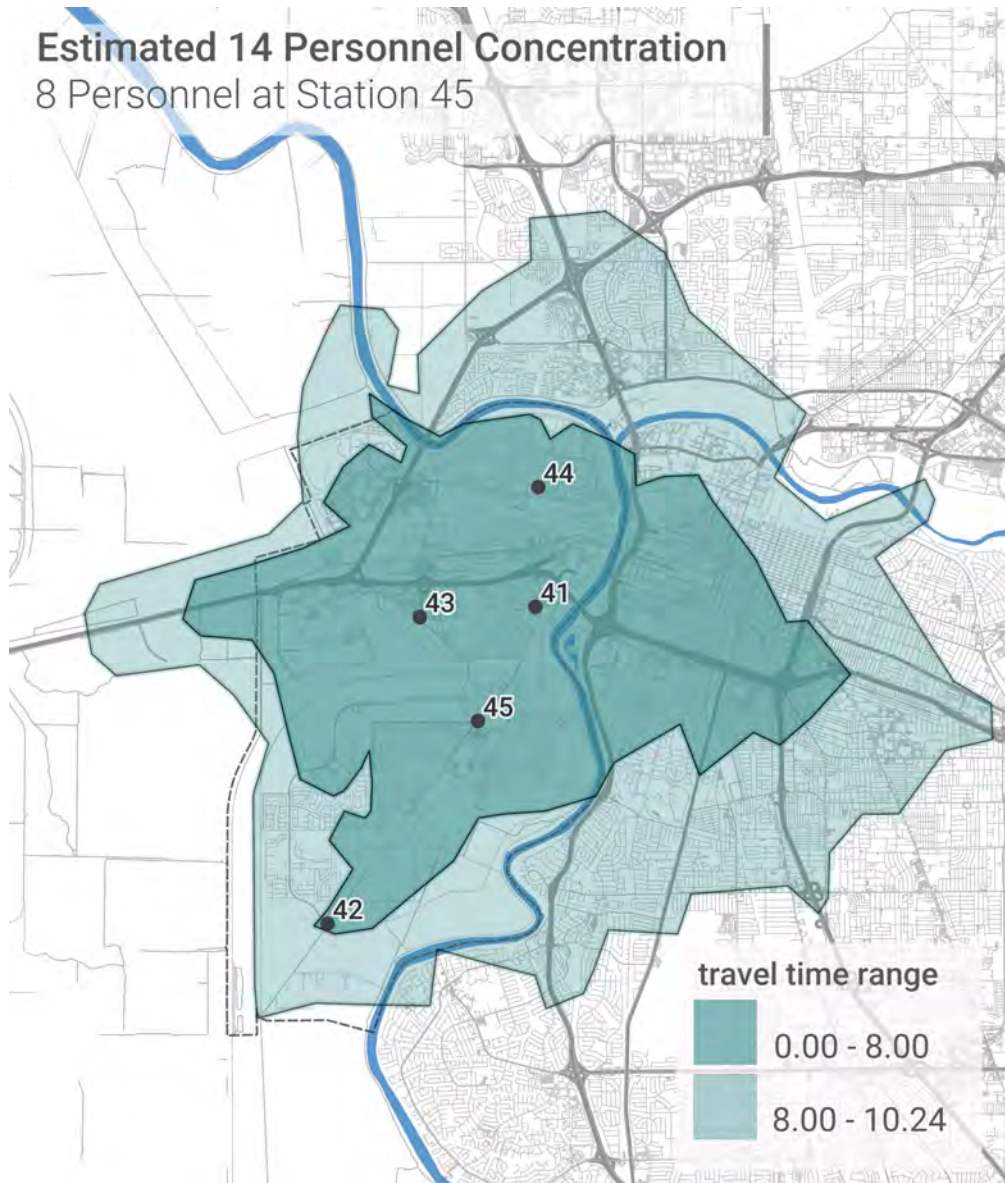 Estimated 14 Personnel Concentration
8 Personnel at Station 45
44
43
41
45
42
travel time range
0.00 - 8.00
8.00 - 10.24